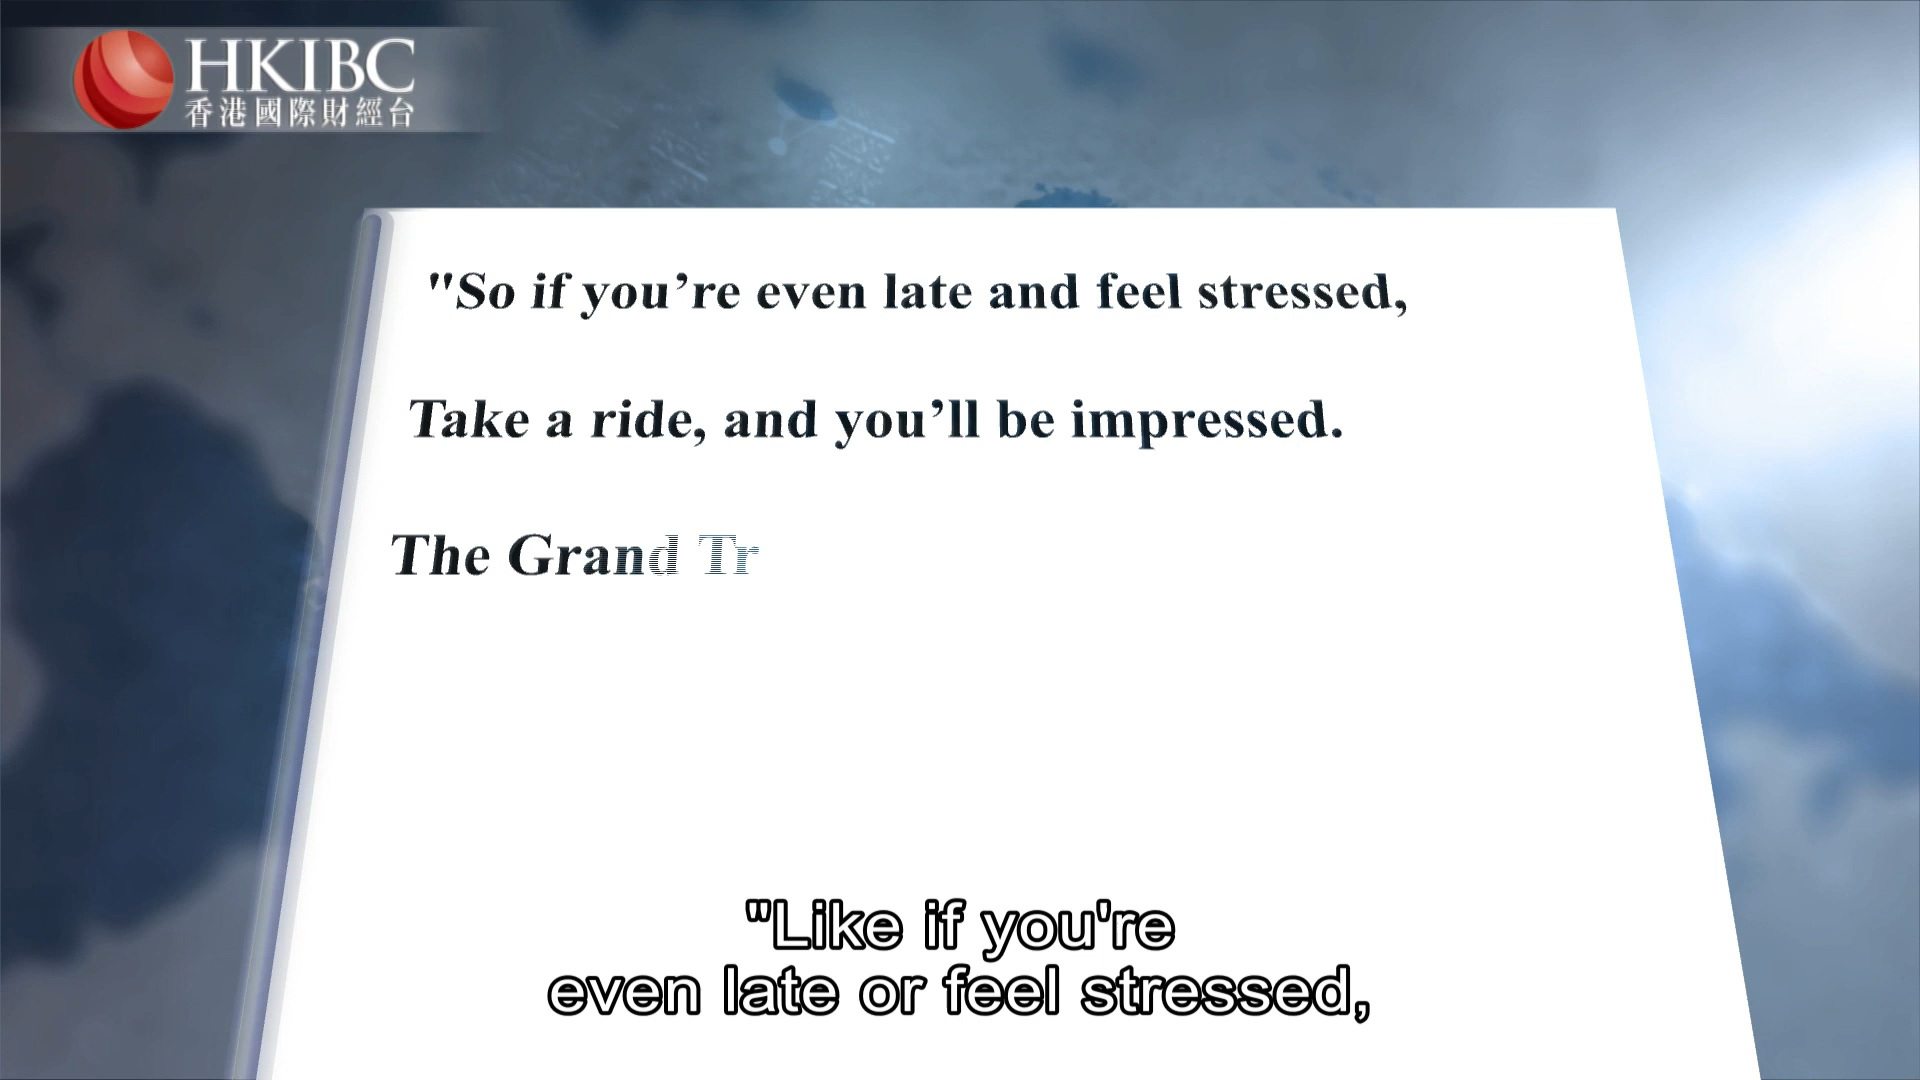 HKIBC
香港國際財經台
"So if you’re even late and feel stressed,
Take a ride, and you’ll be impressed.
The Grand Tr
"Like if you're
even late or feel stressed,